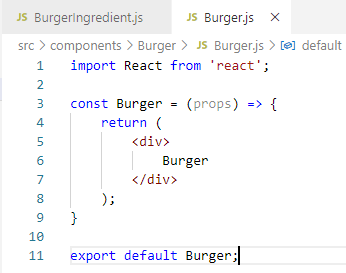 JS BurgerIngredient.js JS Burger.js ×
src > components > Burger > JS Burger.js > default
1 import React from 'react';
2
3 const Burger = (props) => {
4     return (
5         <div>
6             Burger
7         </div>
8     );
9 }
10
11 export default Burger;